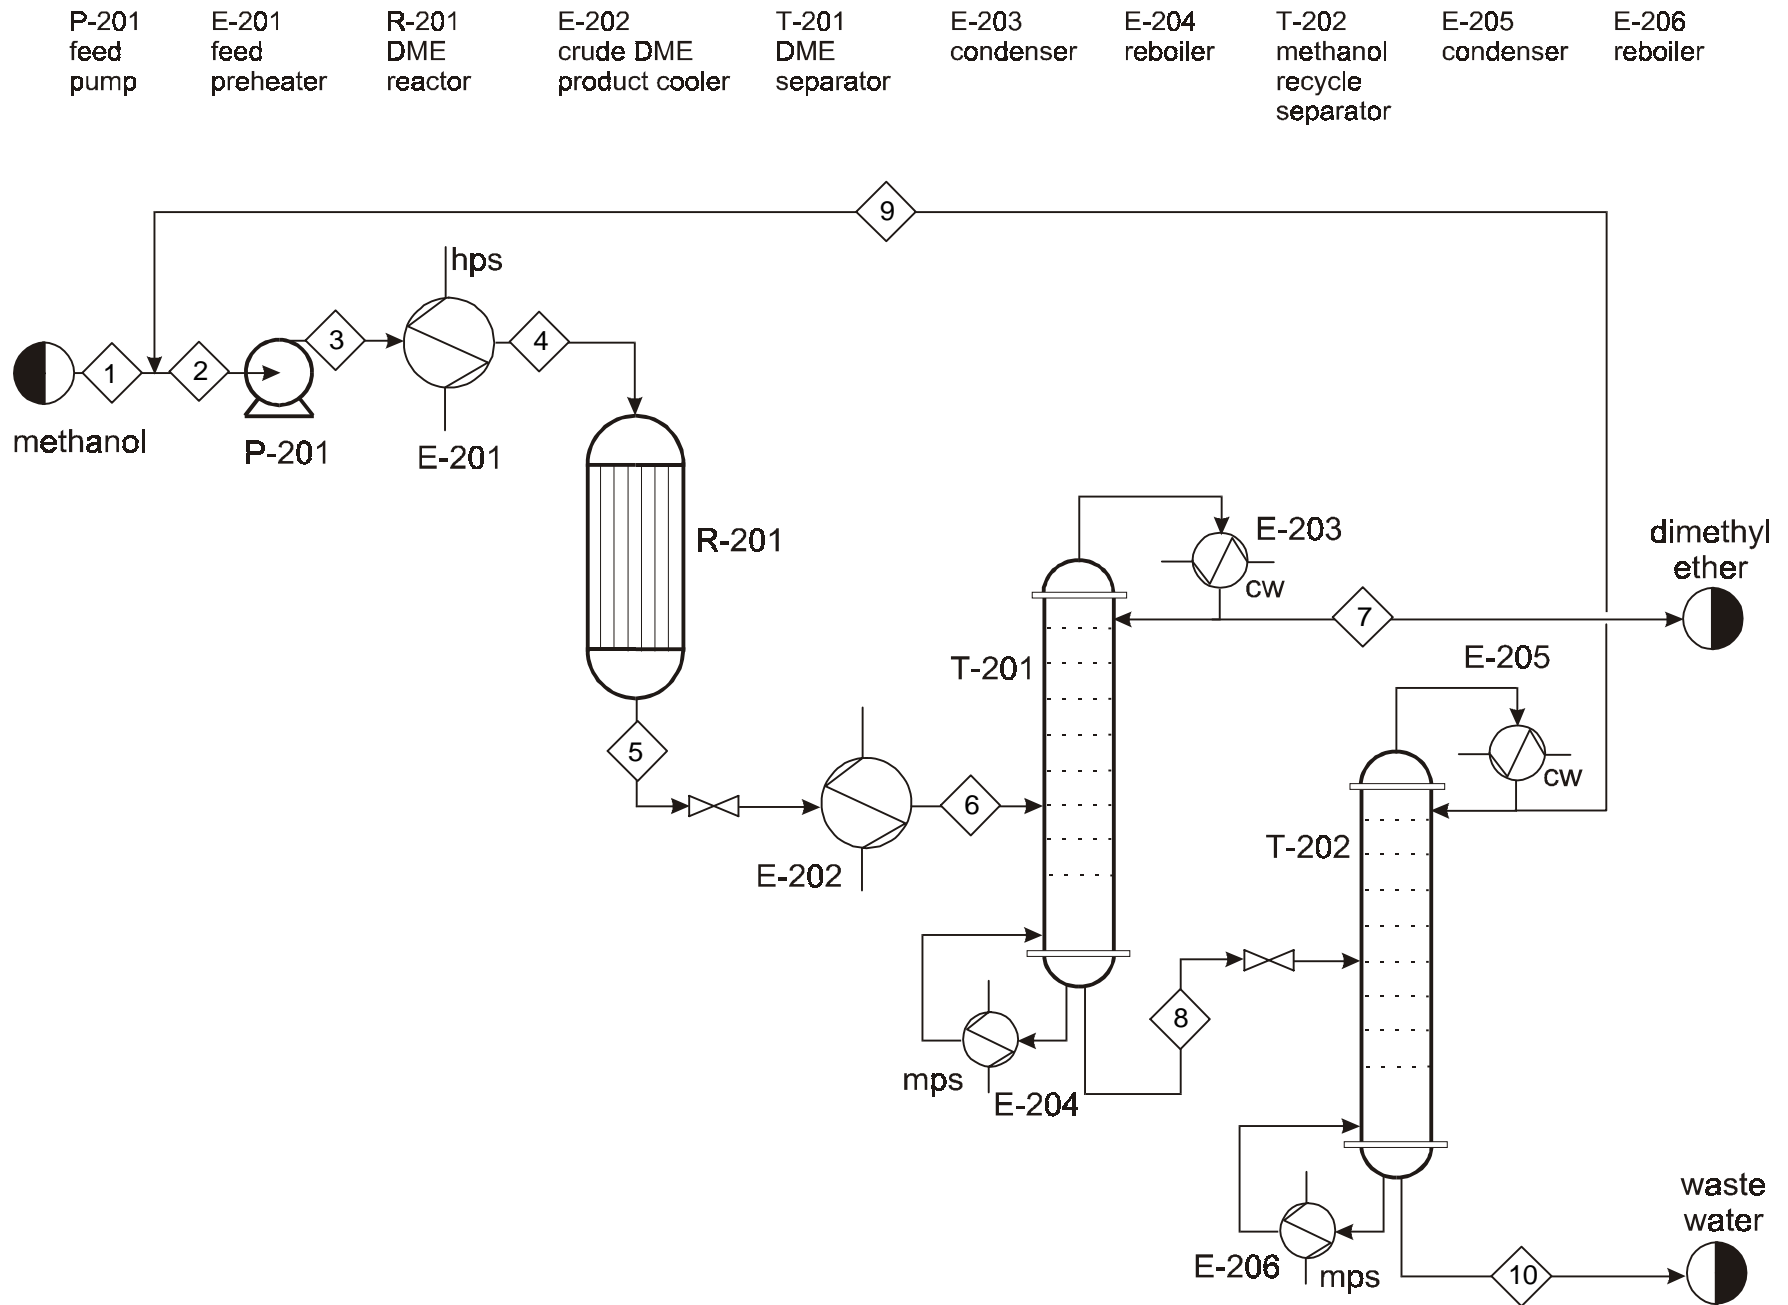 P-201
feed
pump
E-201
feed
preheater
R-201
DME
reactor
E-202
crude DME
product cooler
T-201
DME
separator
E-203
condenser
E-204
reboiler
T-202
methanol
recycle
separator
E-205
condenser
E-206
reboiler
9
hps
3
4
1
2
methanol
P-201
E-201
R-201
E-203
cw
dimethyl
ether
7
T-201
E-205
cw
5
6
E-202
T-202
8
mps
E-204
waste
water
E-206
mps
10